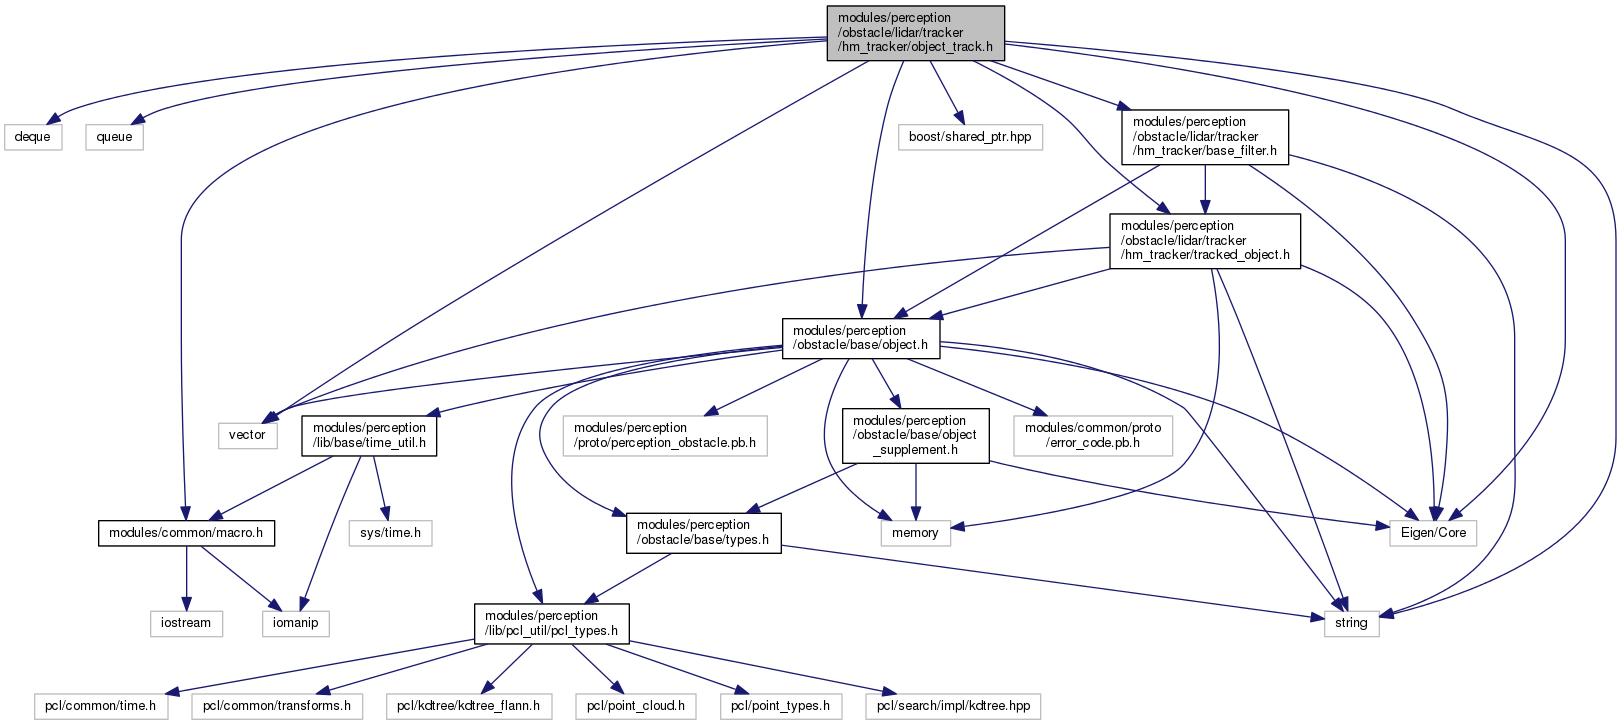 modules/perception
/obstacle/lidar/tracker
/hm_tracker/object_track.h
deque
queue
boost/shared_ptr.hpp
modules/perception
/obstacle/lidar/tracker
/hm_tracker/base_filter.h
modules/perception
/obstacle/lidar/tracker
/hm_tracker/tracked_object.h
modules/perception
/obstacle/base/object.h
vector
modules/perception
/lib/base/time_util.h
modules/perception
/proto/perception_obstacle.pb.h
modules/perception
/obstacle/base/object
_supplement.h
modules/common/proto
/error_code.pb.h
modules/common/macro.h
sys/time.h
modules/perception
/obstacle/base/types.h
memory
Eigen/Core
iostream
iomanip
modules/perception
/lib/pcl_util/pcl_types.h
string
pcl/common/time.h
pcl/common/transforms.h
pcl/kdtree/kdtree_flann.h
pcl/point_cloud.h
pcl/point_types.h
pcl/search/impl/kdtree.hpp